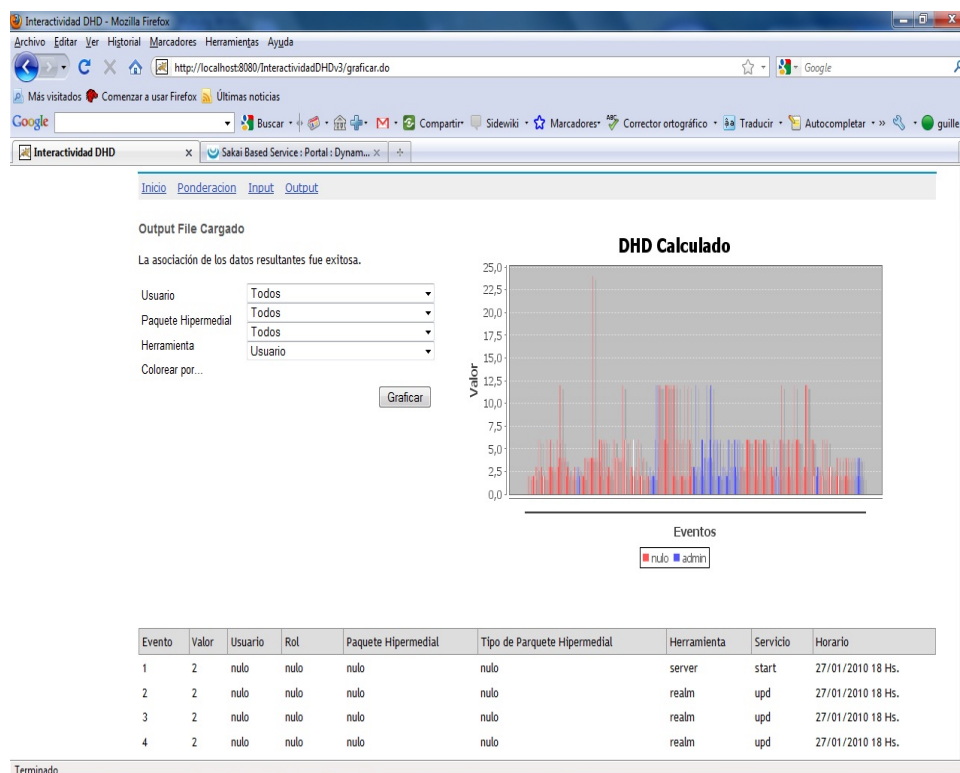 Interactividad DHD - Mozilla Firefox
Archivo Editar Ver Historial Marcadores Herramientas Ayuda
http://localhost:8080/InteractividadDHDv3/graficar.do
Google
Más visitados Comenzar a usar Firefox Últimas noticias
Google Buscar Compartir Sidewiki Marcadores ABC Corrector ortográfico Traducir Autocompletar » guille
Interactividad DHD
Sakai Based Service : Portal : Dynam...
Inicio Ponderacion Input Output
Output File Cargado
La asociación de los datos resultantes fue exitosa.
Usuario Todos
Paquete Hipermedial Todos
Herramienta Todos
Colorear por... Usuario
Graficar
DHD Calculado
Valor
25,0
22,5
20,0
17,5
15,0
12,5
10,0
7,5
5,0
2,5
0,0
Eventos
nulo admin
Evento Valor Usuario Rol Paquete Hipermedial Tipo de Parquete Hipermedial Herramienta Servicio Horario
1 2 nulo nulo nulo nulo server start 27/01/2010 18 Hs.
2 2 nulo nulo nulo nulo realm upd 27/01/2010 18 Hs.
3 2 nulo nulo nulo nulo realm upd 27/01/2010 18 Hs.
4 2 nulo nulo nulo nulo realm upd 27/01/2010 18 Hs.
Terminado